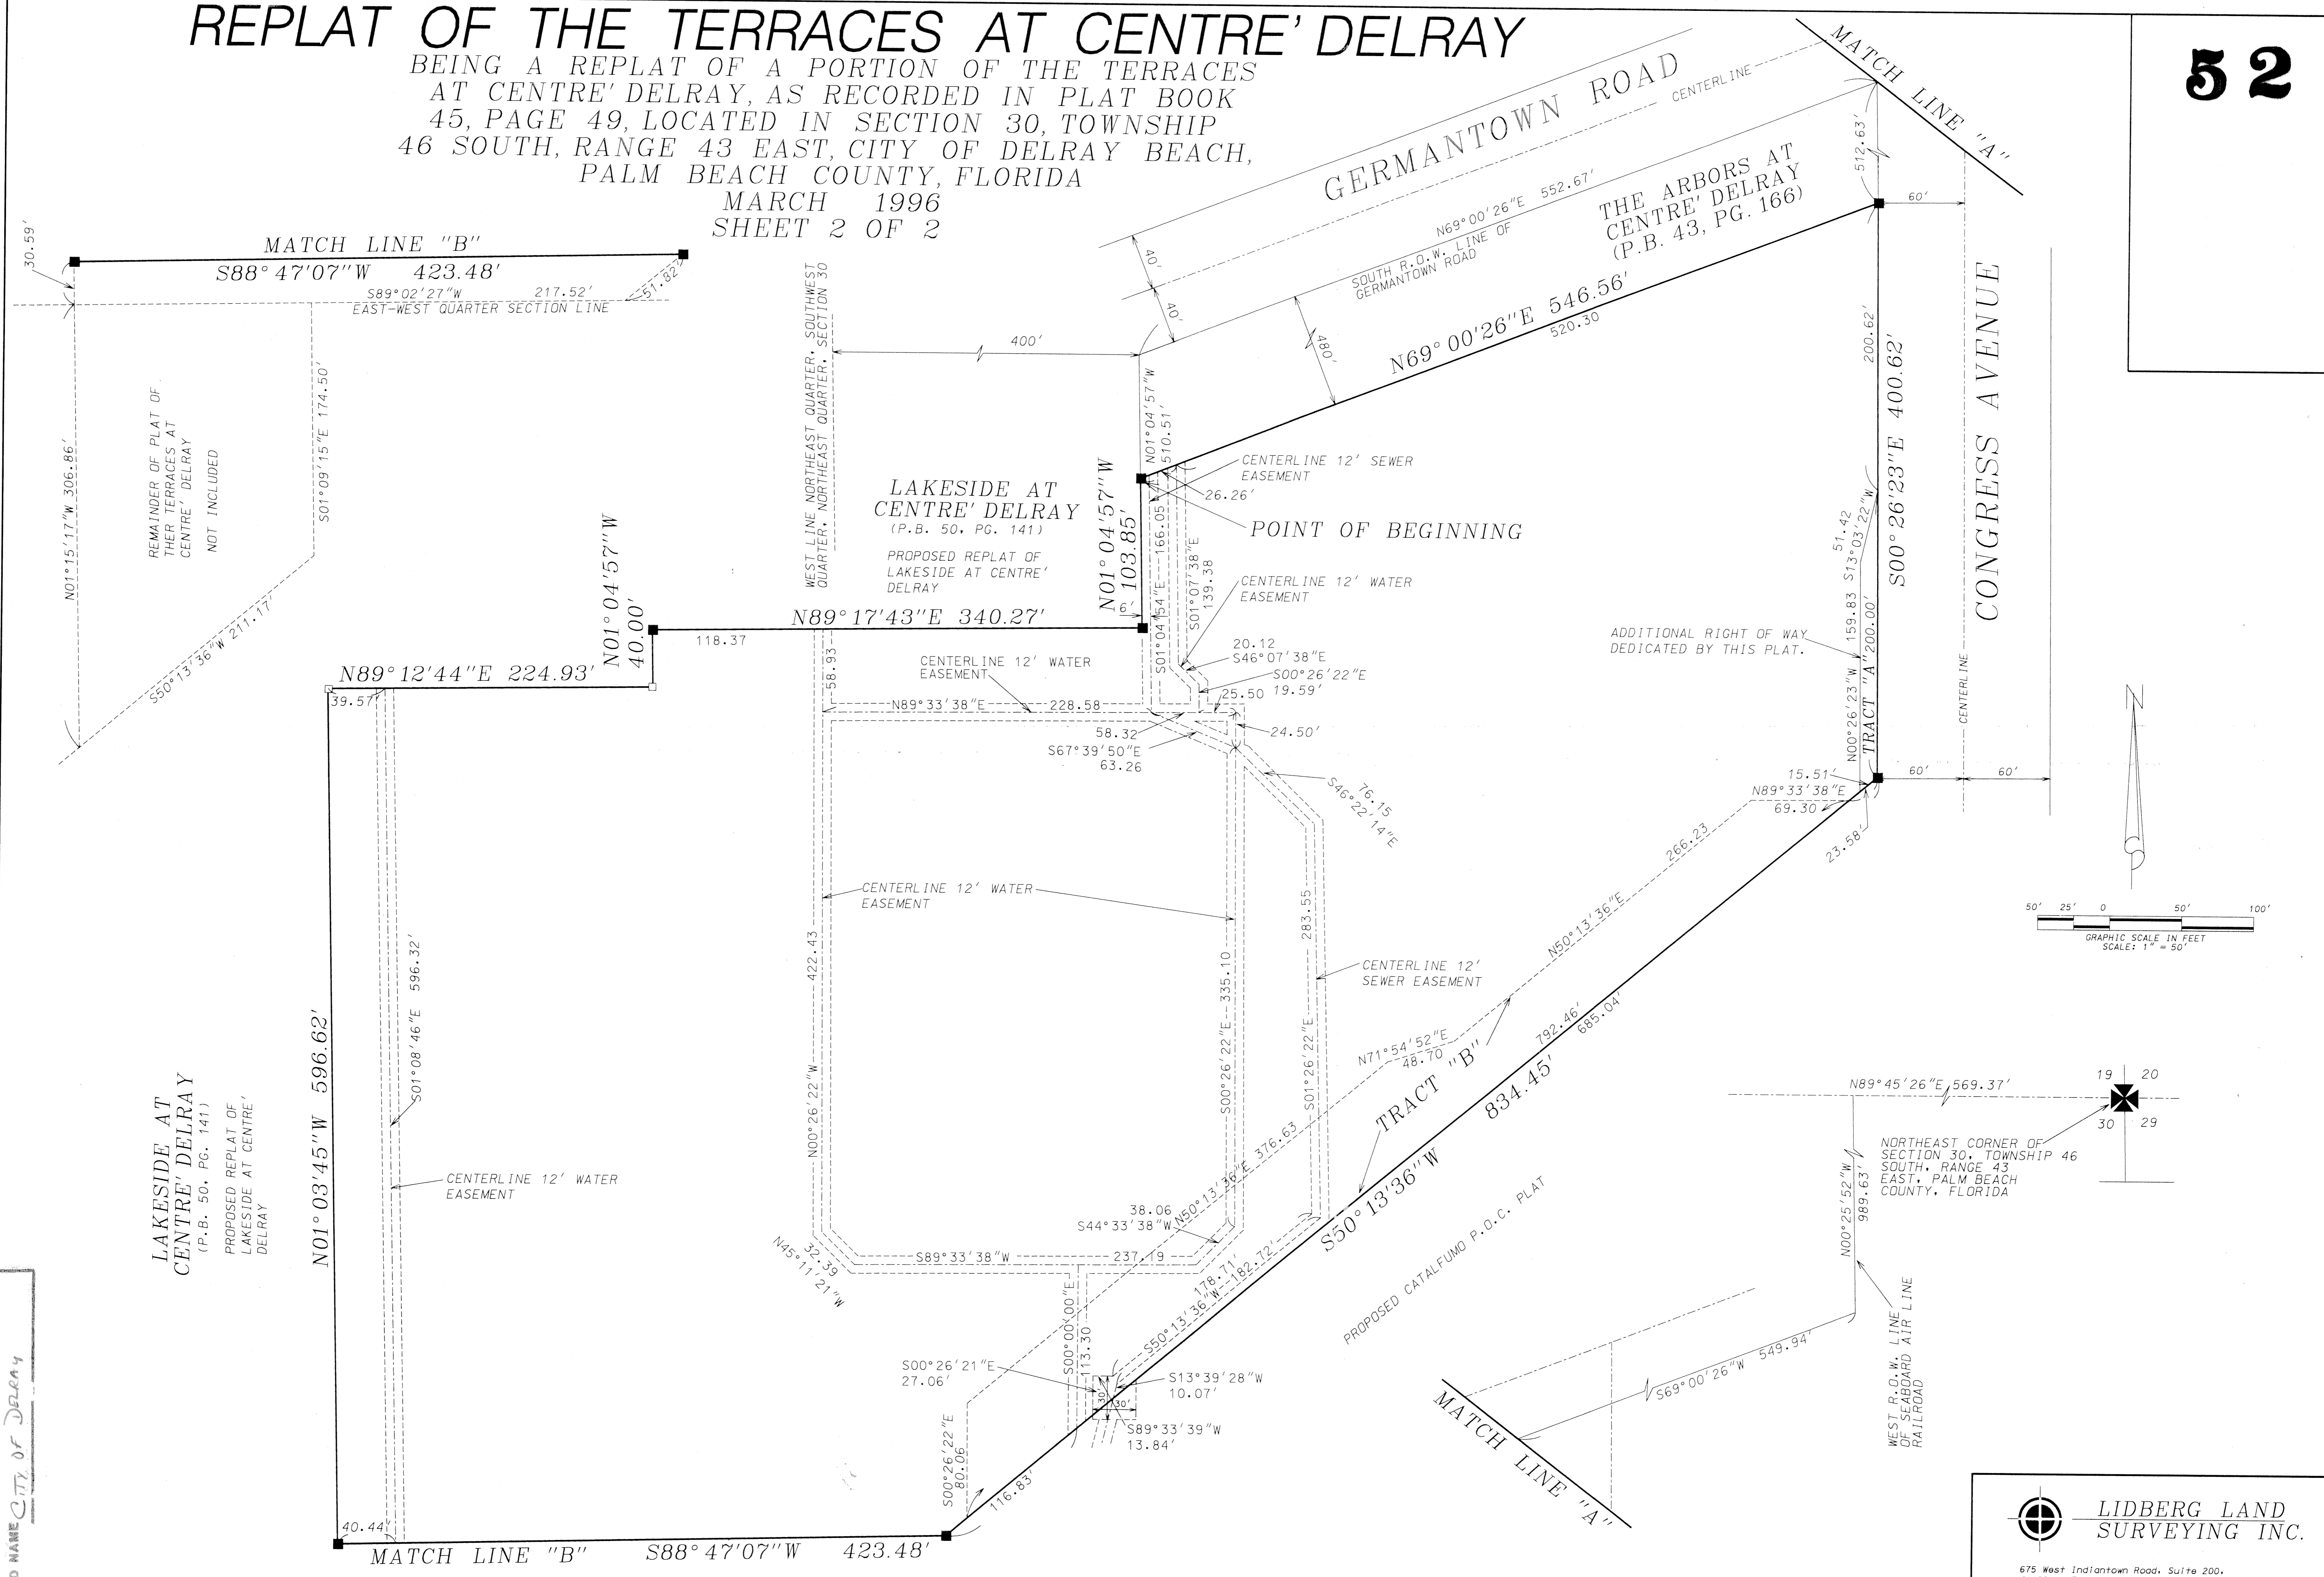 REPLAT OF THE TERRACES AT CENTRE' DELRAY
BEING A REPLAT OF A PORTION OF THE TERRACES
AT CENTRE' DELRAY, AS RECORDED IN PLAT BOOK
45, PAGE 49, LOCATED IN SECTION 30, TOWNSHIP
46 SOUTH, RANGE 43 EAST, CITY OF DELRAY BEACH,
PALM BEACH COUNTY, FLORIDA
MARCH 1996
SHEET 2 OF 2
52
MATCH LINE "A"
GERMANTOWN ROAD
CENTERLINE
N69°00'26"E 552.67'
SOUTH R.O.W. LINE OF
GERMANTOWN ROAD
THE ARBORS AT
CENTRE' DELRAY
(P.B. 43, PG. 166)
512.63'
60'
40'
40'
480'
N69°00'26"E 546.56'
520.30
30.59'
MATCH LINE "B"
S88°47'07"W 423.48'
S89°02'27"W 217.52'
51.82'
EAST-WEST QUARTER SECTION LINE
N01°15'17"W 306.86'
REMAINDER OF PLAT OF
THER TERRACES AT
CENTRE' DELRAY
NOT INCLUDED
S01°09'15"E 174.50'
S50°13'36"W 211.17'
WEST LINE NORTHEAST QUARTER, SOUTHWEST
QUARTER, NORTHEAST QUARTER, SECTION 30
400'
N01°04'57"W
510.51'
LAKESIDE AT
CENTRE' DELRAY
(P.B. 50, PG. 141)
PROPOSED REPLAT OF
LAKESIDE AT CENTRE'
DELRAY
N01°04'57"W
103.85'
CENTERLINE 12' SEWER
EASEMENT
26.26'
POINT OF BEGINNING
S01°04'54"E 166.05
S01°07'38"E
139.38
CENTERLINE 12' WATER
EASEMENT
6'
200.62'
S00°26'23"E 400.62'
CONGRESS AVENUE
51.42
S13°03'22"W
N00°26'23"W 159.83
TRACT "A" 200.00'
ADDITIONAL RIGHT OF WAY
DEDICATED BY THIS PLAT.
CENTERLINE
60' 60'
15.51'
N89°33'38"E
69.30
23.58'
N01°04'57"W
40.00'
N89°17'43"E 340.27'
118.37
N89°12'44"E 224.93'
39.57'
58.93
CENTERLINE 12' WATER
EASEMENT
N89°33'38"E 228.58
20.12
S46°07'38"E
S00°26'22"E
19.59'
25.50
24.50'
58.32
S67°39'50"E
63.26
76.15
S46°22'14"E
266.23
N50°13'36"E
N
50' 25' 0 50' 100'
GRAPHIC SCALE IN FEET
SCALE: 1" = 50'
CENTERLINE 12' WATER
EASEMENT
422.43
N00°26'22"W
335.10
S00°26'22"E
283.55
S01°26'22"E
CENTERLINE 12'
SEWER EASEMENT
S01°08'46"E 596.32'
N01°03'45"W 596.62'
LAKESIDE AT
CENTRE' DELRAY
(P.B. 50, PG. 141)
PROPOSED REPLAT OF
LAKESIDE AT CENTRE'
DELRAY
CENTERLINE 12' WATER
EASEMENT
N71°54'52"E
48.70
TRACT "B"
792.46'
685.04'
834.45'
S50°13'36"W
N50°13'36"E 376.63
38.06
S44°33'38"W
S89°33'38"W 237.19
32.39
N45°11'21"W
178.71'
S50°13'36"W 182.72'
PROPOSED CATALFUMO P.O.C. PLAT
S00°00'00"E
113.30
S00°26'21"E
27.06'
S13°39'28"W
10.07'
30'
30'
S89°33'39"W
13.84'
S00°26'22"E
80.06
116.83'
40.44'
MATCH LINE "B" S88°47'07"W 423.48'
N89°45'26"E 569.37'
19 20
30 29
NORTHEAST CORNER OF
SECTION 30, TOWNSHIP 46
SOUTH, RANGE 43
EAST, PALM BEACH
COUNTY, FLORIDA
N00°25'52"W
989.63'
WEST R.O.W. LINE
OF SEABOARD AIR LINE
RAILROAD
S69°00'26"W 549.94'
MATCH LINE "A"
NAME CITY OF DELRAY
LIDBERG LAND
SURVEYING INC.
675 West Indiantown Road, Suite 200,